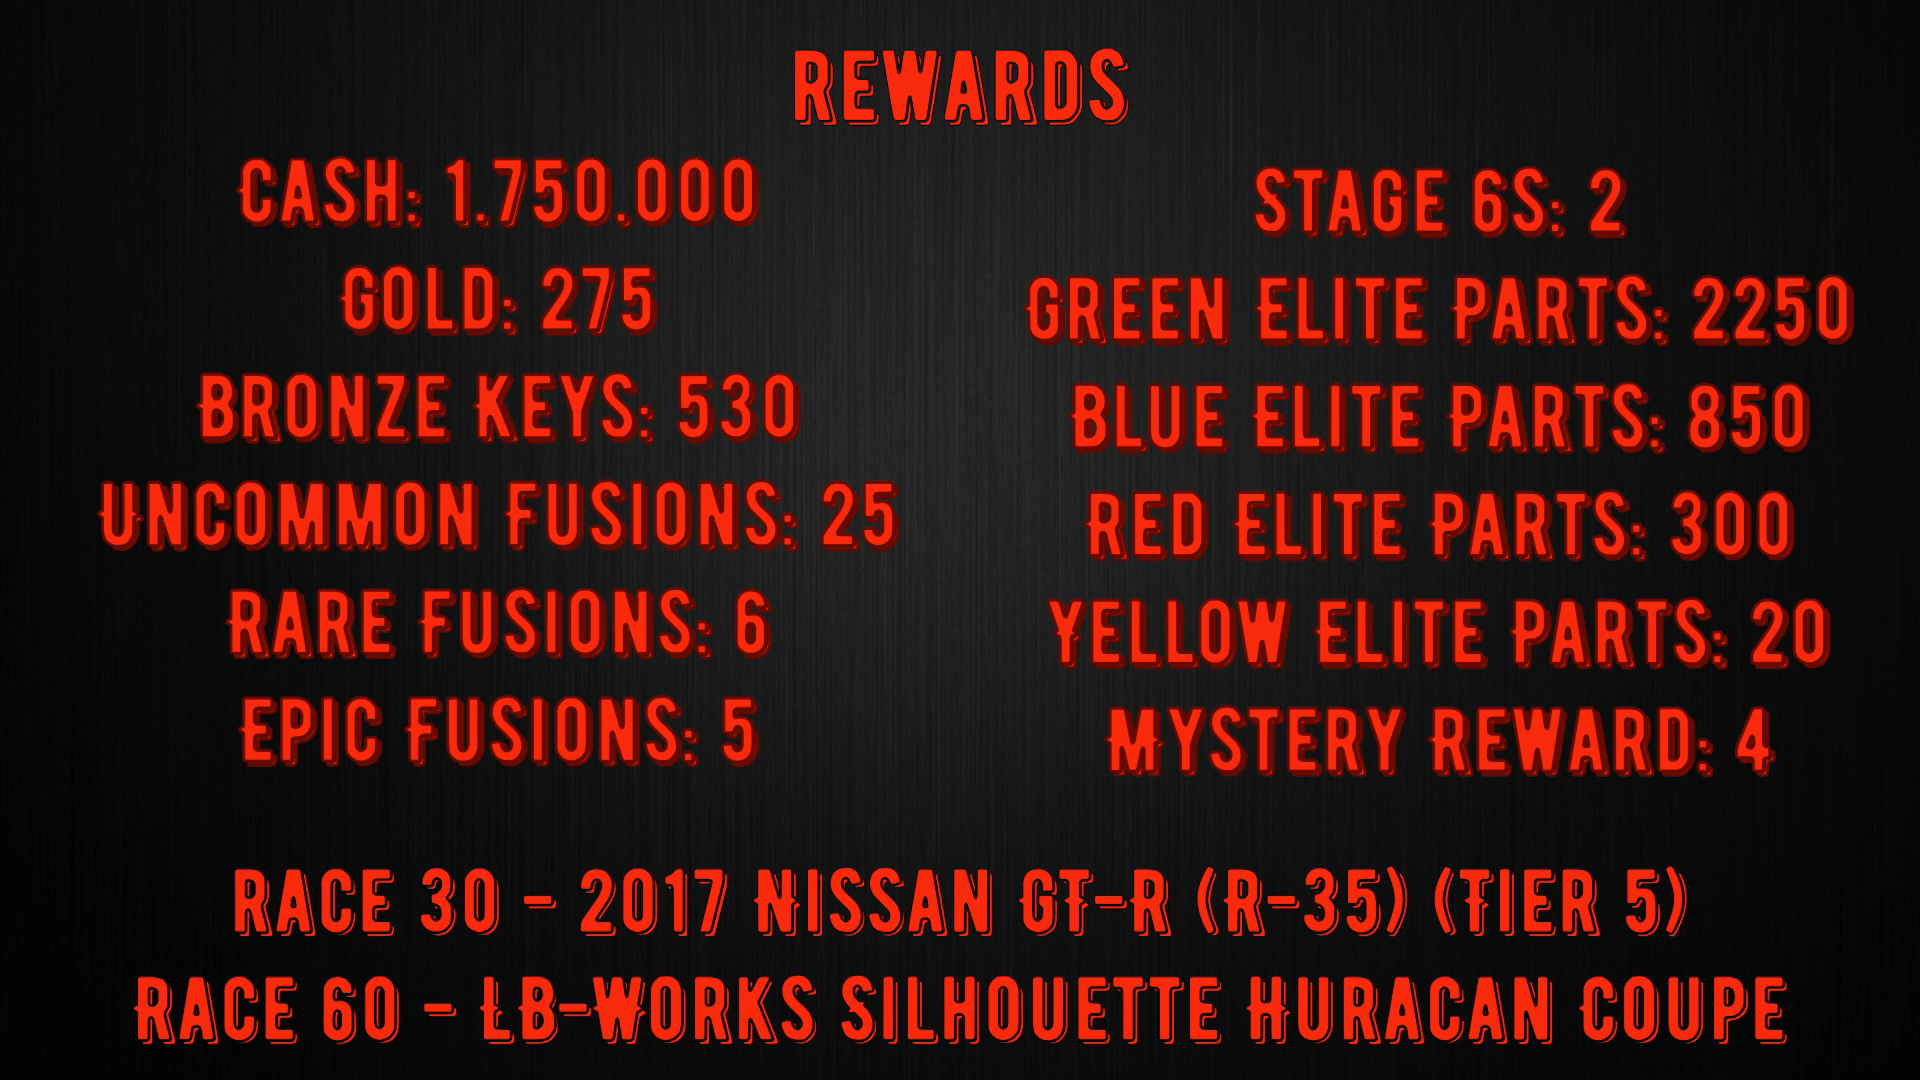 REWARDS
CASH: 1.750.000
GOLD: 275
BRONZE KEYS: 530
UNCOMMON FUSIONS: 25
RARE FUSIONS: 6
EPIC FUSIONS: 5
STAGE 6S: 2
GREEN ELITE PARTS: 2250
BLUE ELITE PARTS: 850
RED ELITE PARTS: 300
YELLOW ELITE PARTS: 20
MYSTERY REWARD: 4
RACE 30 - 2017 NISSAN GT-R (R-35) (TIER 5)
RACE 60 - LB-WORKS SILHOUETTE HURACAN COUPE